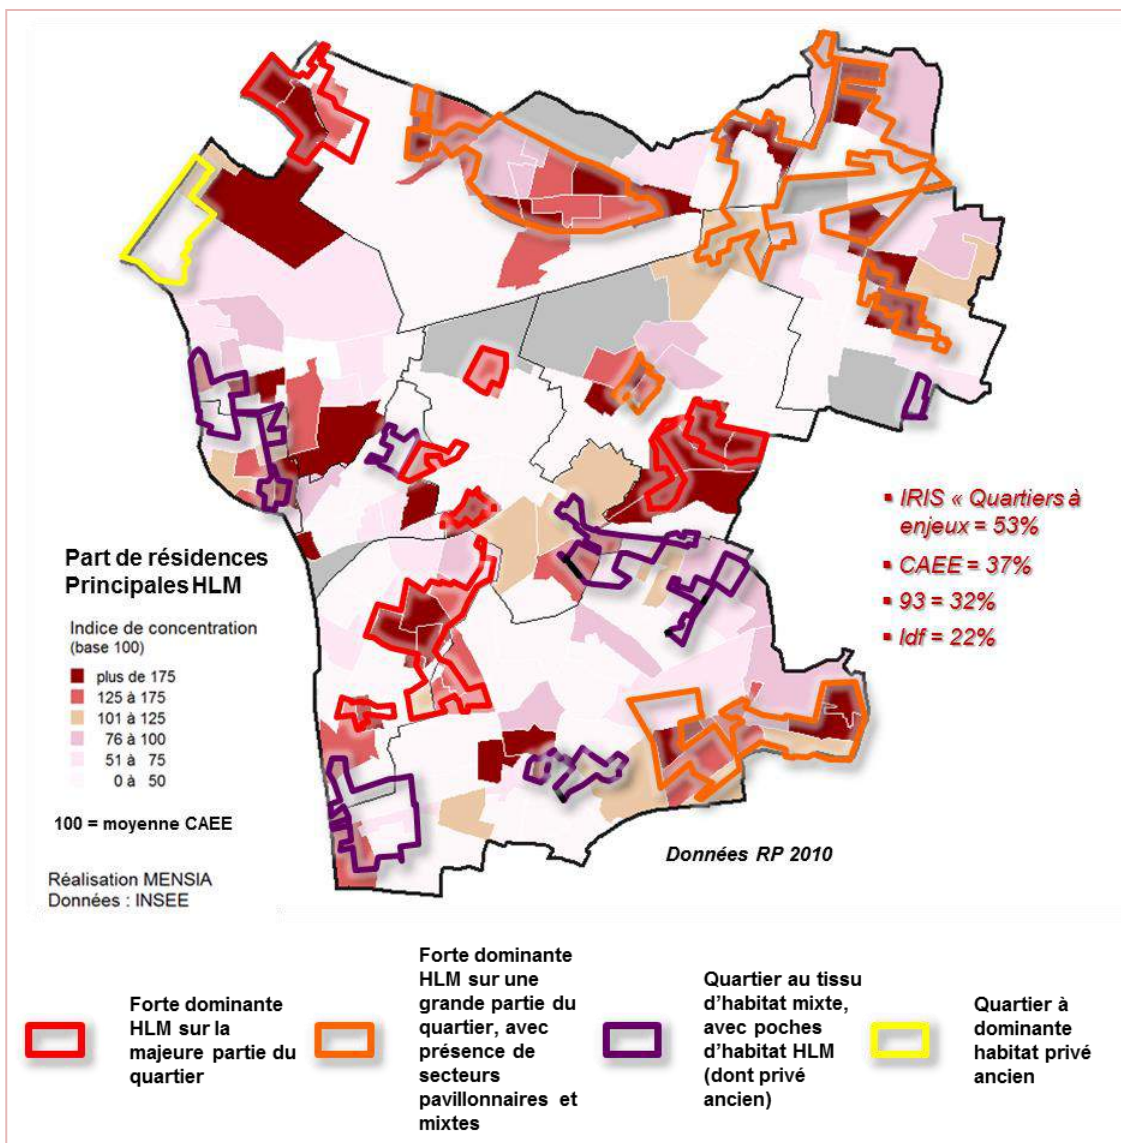 ▪ IRIS « Quartiers à
enjeux = 53%
▪ CAEE = 37%
▪ 93 = 32%
▪ Idf = 22%
Part de résidences
Principales HLM
Indice de concentration
(base 100)
plus de 175
125 à 175
101 à 125
76 à 100
51 à 75
0 à 50
100 = moyenne CAEE
Données RP 2010
Réalisation MENSIA
Données : INSEE
Forte dominante
HLM sur la
majeure partie du
quartier
Forte dominante
HLM sur une
grande partie du
quartier, avec
présence de
secteurs
pavillonnaires et
mixtes
Quartier au tissu
d'habitat mixte,
avec poches
d'habitat HLM
(dont privé
ancien)
Quartier à
dominante
habitat privé
ancien